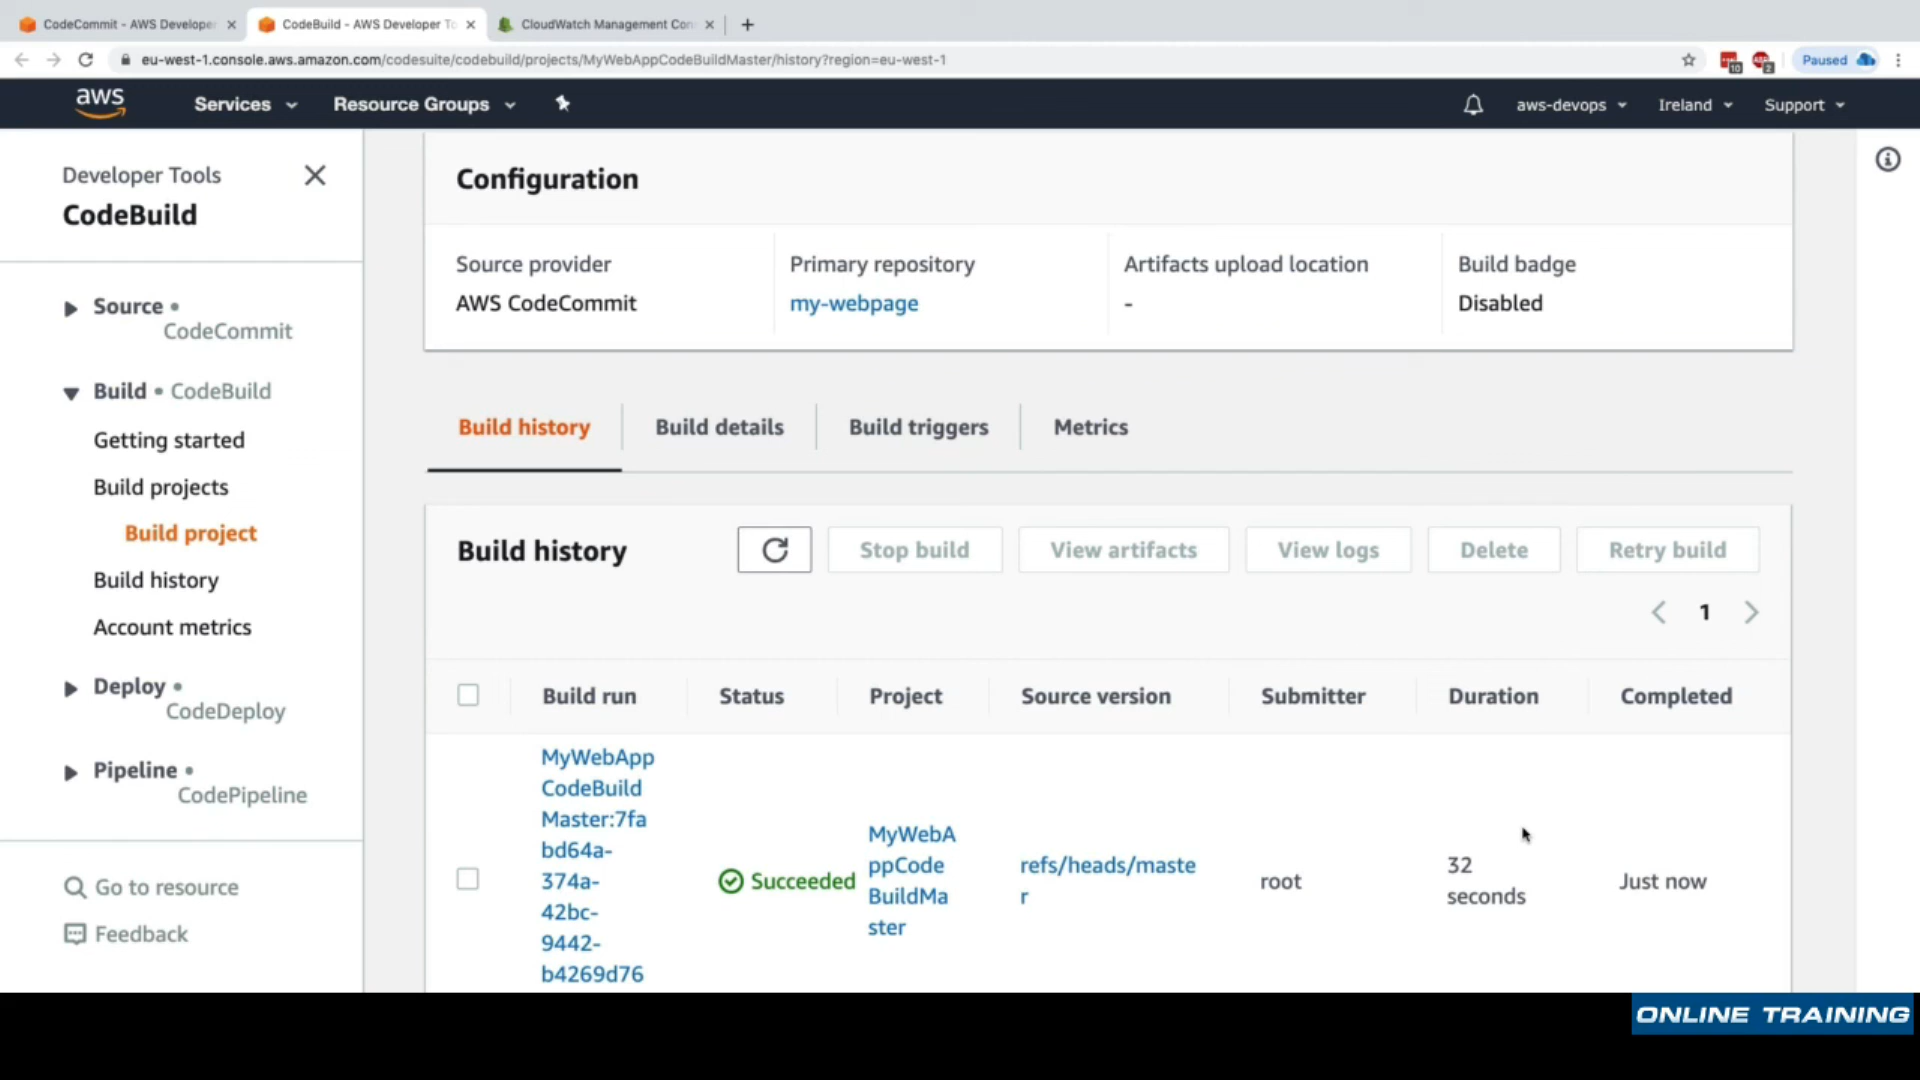 CodeCommit - AWS Developer
CodeBuild - AWS Developer To
CloudWatch Management Con
eu-west-1.console.aws.amazon.com/codesuite/codebuild/projects/MyWebAppCodeBuildMaster/history?region=eu-west-1
10
2
Paused
aws
Services
Resource Groups
aws-devops
Ireland
Support
Developer Tools
CodeBuild
Source •
CodeCommit
Build • CodeBuild
Getting started
Build projects
Build project
Build history
Account metrics
Deploy •
CodeDeploy
Pipeline •
CodePipeline
Go to resource
Feedback
Configuration
Source provider
AWS CodeCommit
Primary repository
my-webpage
Artifacts upload location
-
Build badge
Disabled
Build history
Build details
Build triggers
Metrics
Build history
Stop build
View artifacts
View logs
Delete
Retry build
1
Build run
Status
Project
Source version
Submitter
Duration
Completed
MyWebApp
CodeBuild
Master:7fa
bd64a-
374a-
42bc-
9442-
b4269d76
Succeeded
MyWebA
ppCode
BuildMa
ster
refs/heads/maste
r
root
32
seconds
Just now
ONLINE TRAINING